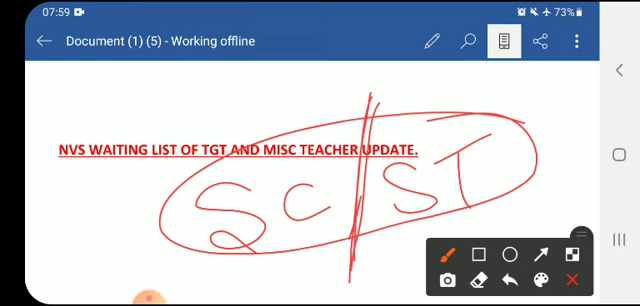 07:59 73%
Document (1) (5) - Working offline
NVS WAITING LIST OF TGT AND MISC TEACHER UPDATE.
SC ST